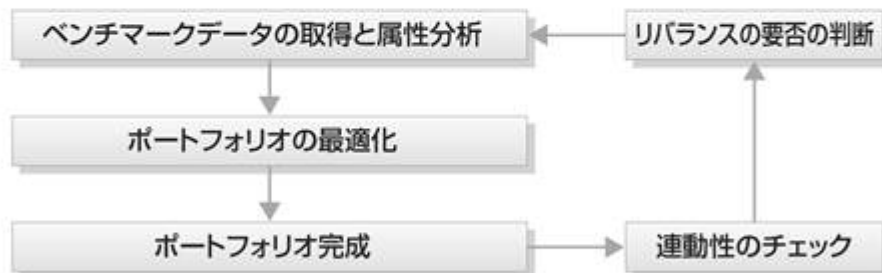 ベンチマークデータの取得と属性分析
リバランスの要否の判断
ポートフォリオの最適化
ポートフォリオ完成
連動性のチェック